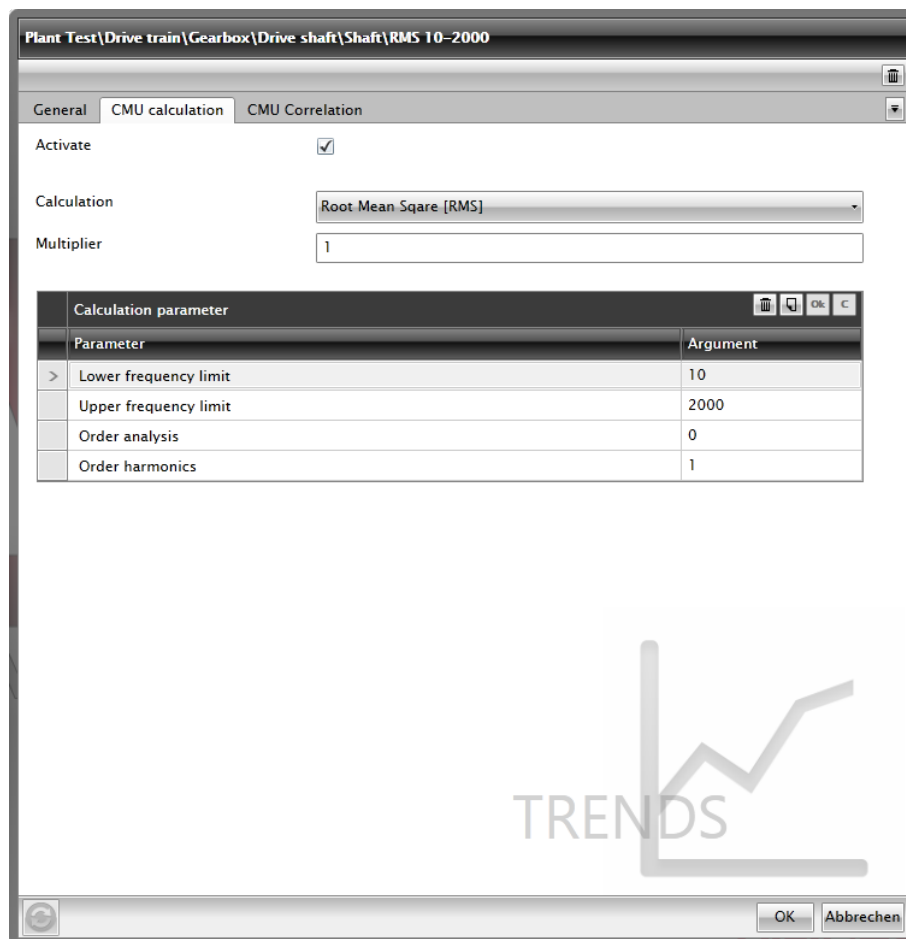 Plant Test\Drive train\Gearbox\Drive shaft\Shaft\RMS 10-2000
General CMU calculation CMU Correlation
Activate
Calculation Root Mean Sqare [RMS]
Multiplier 1
Calculation parameter Ok C
Parameter Argument
> Lower frequency limit 10
Upper frequency limit 2000
Order analysis 0
Order harmonics 1
TRENDS
OK Abbrechen